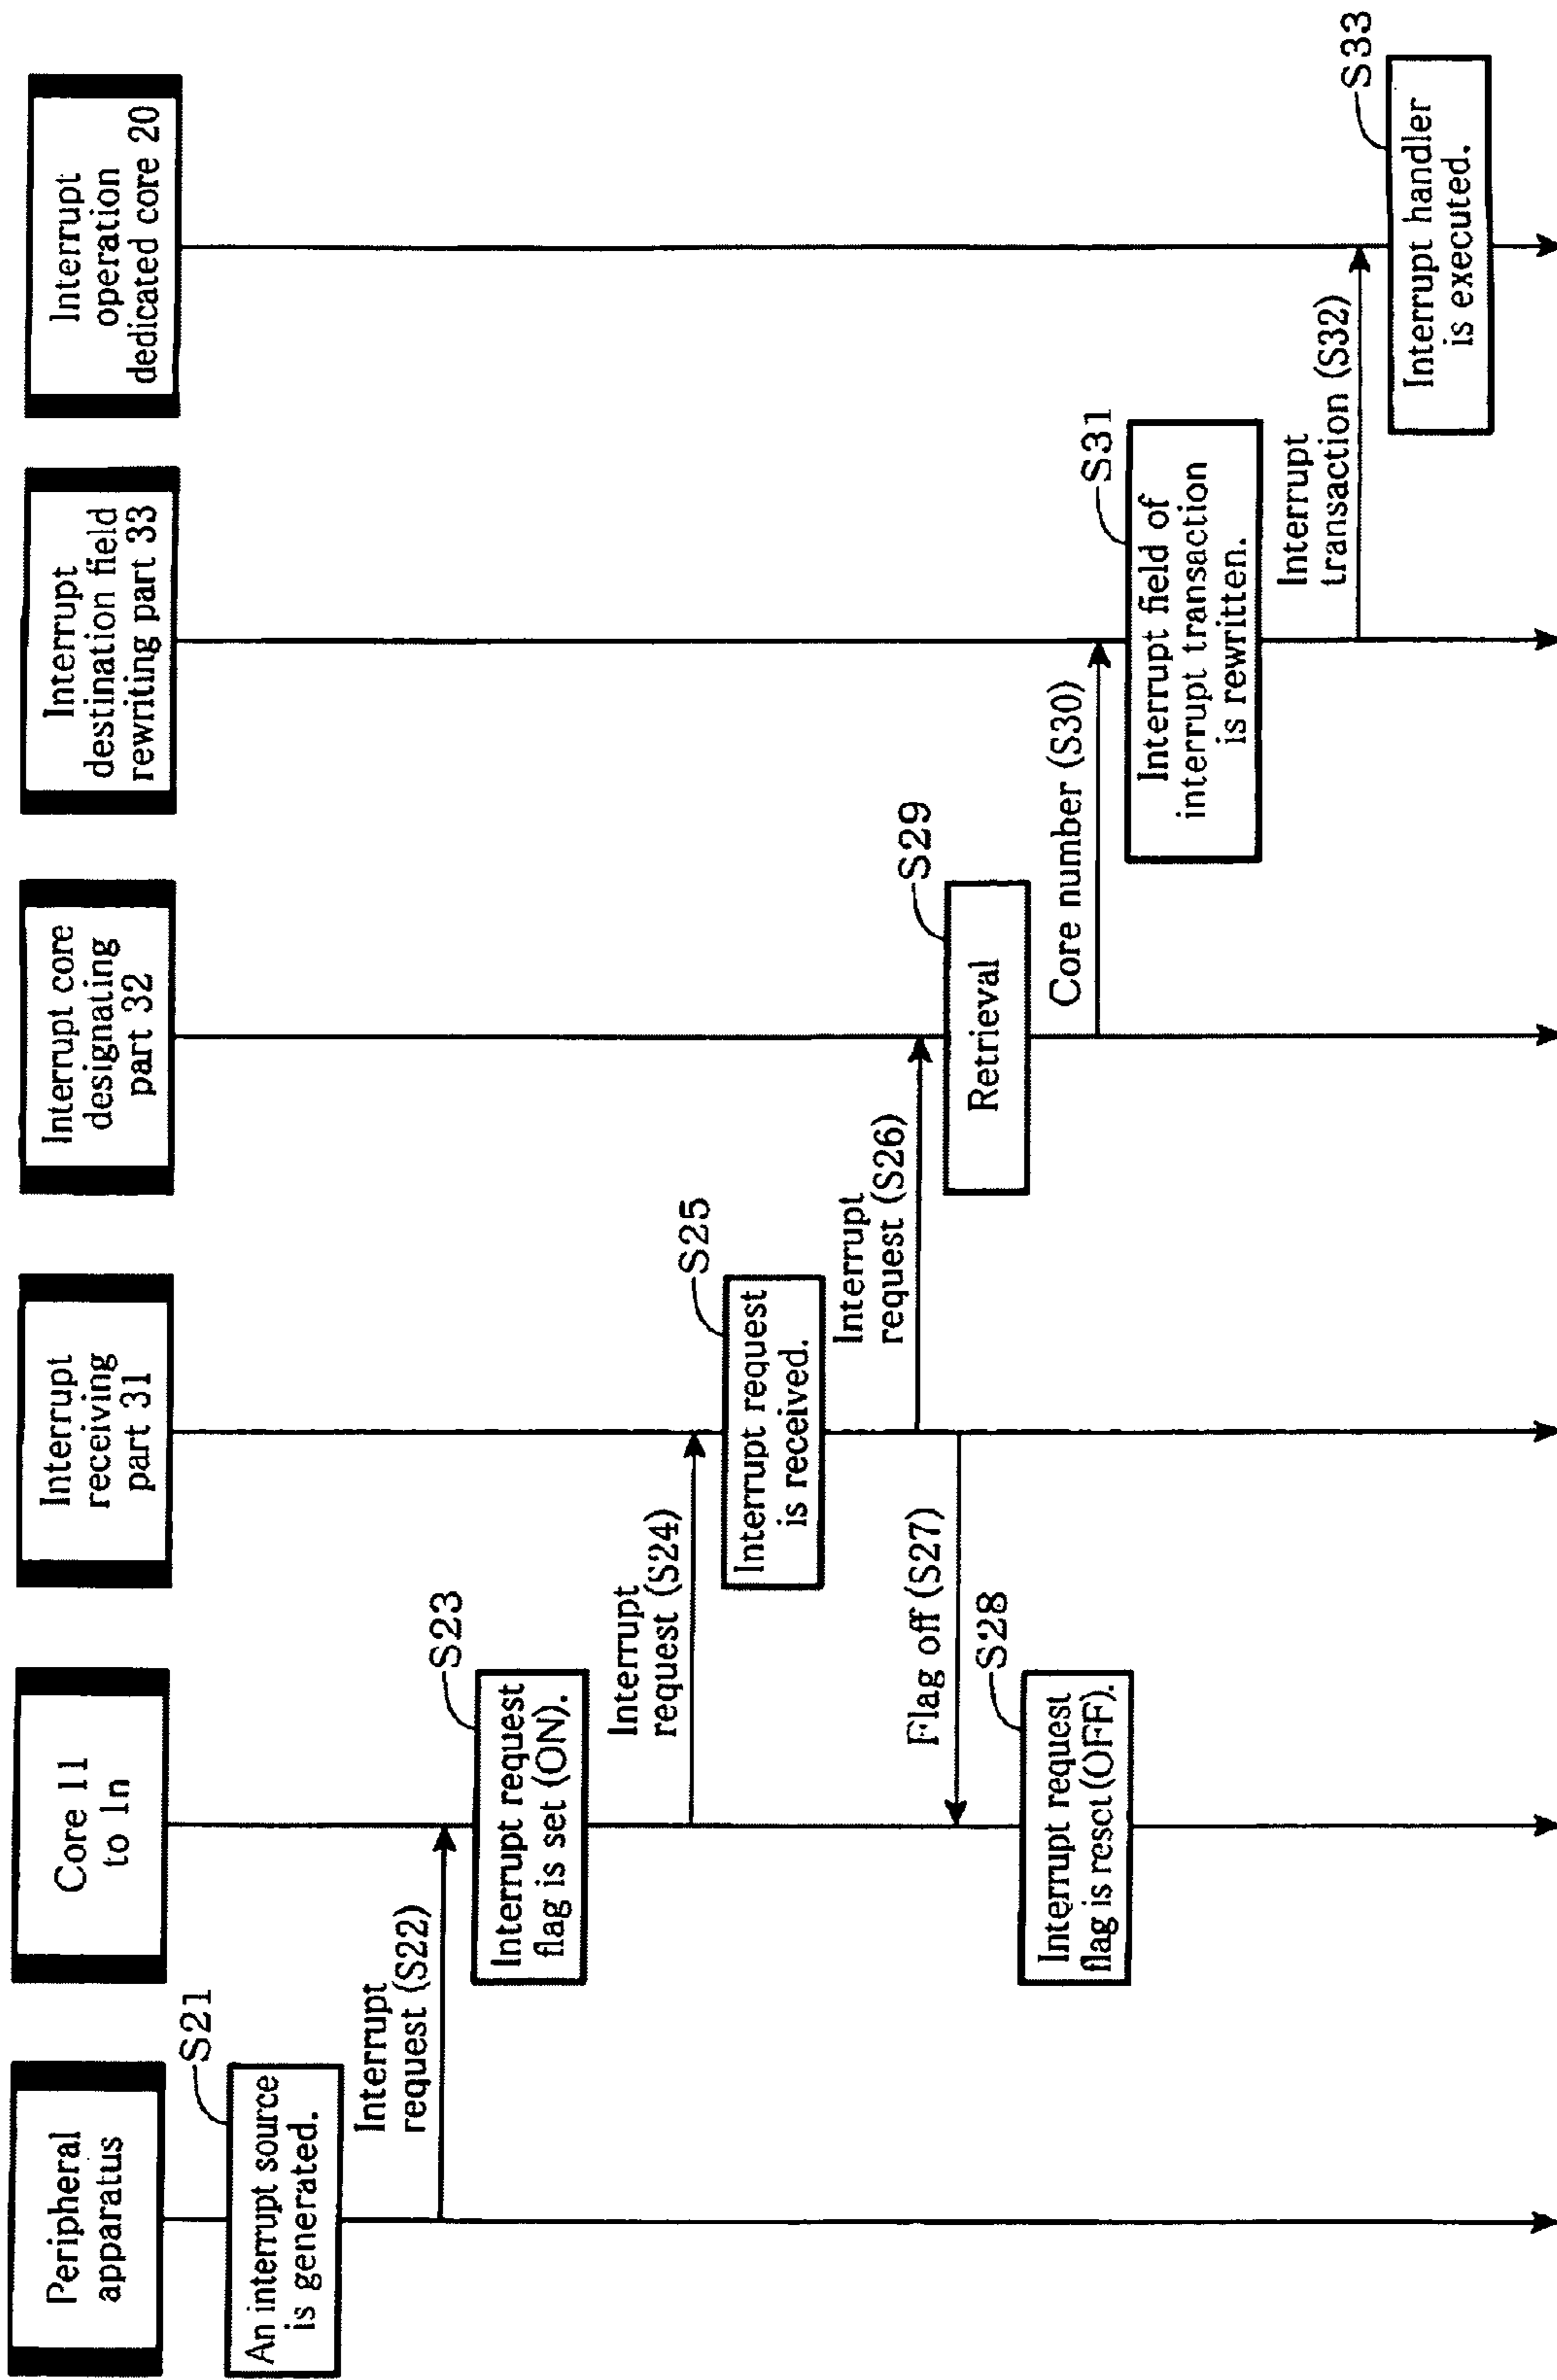 Peripheral
apparatus
Core 11
to 1n
Interrupt
receiving
part 31
Interrupt core
designating
part 32
Interrupt
destination field
rewriting part 33
Interrupt
operation
dedicated core 20
S21
An interrupt source
is generated.
Interrupt
request (S22)
S23
Interrupt request
flag is set (ON).
Interrupt
request (S24)
S25
Interrupt request
is received.
Interrupt
request (S26)
Flag off (S27)
S28
Interrupt request
flag is reset (OFF).
S29
Retrieval
Core number (S30)
S31
Interrupt field of
interrupt transaction
is rewritten.
Interrupt
transaction (S32)
S33
Interrupt handler
is executed.